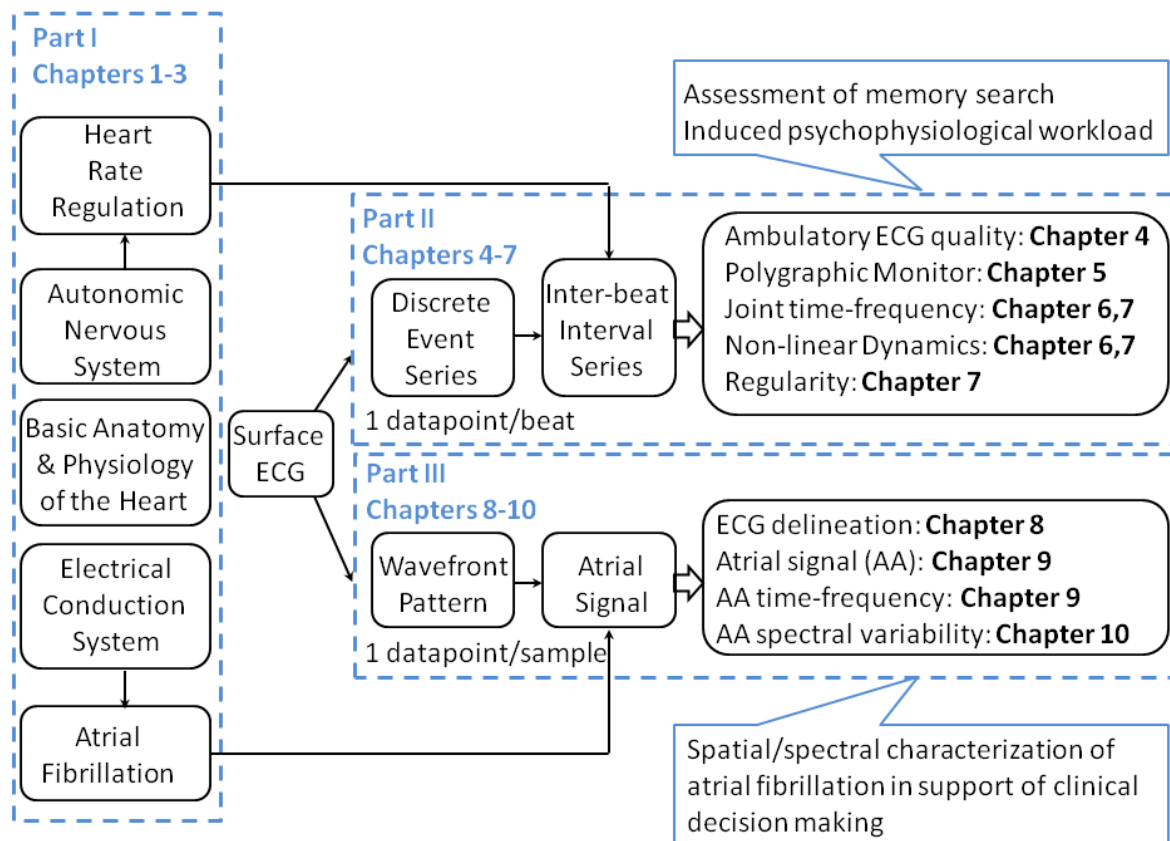 Part I
Chapters 1-3
Heart
Rate
Regulation
Autonomic
Nervous
System
Basic Anatomy
& Physiology
of the Heart
Electrical
Conduction
System
Atrial
Fibrillation
Surface
ECG
Assessment of memory search
Induced psychophysiological workload
Part II
Chapters 4-7
Discrete
Event
Series
Inter-beat
Interval
Series
1 datapoint/beat
Ambulatory ECG quality: Chapter 4
Polygraphic Monitor: Chapter 5
Joint time-frequency: Chapter 6,7
Non-linear Dynamics: Chapter 6,7
Regularity: Chapter 7
Part III
Chapters 8-10
Wavefront
Pattern
Atrial
Signal
1 datapoint/sample
ECG delineation: Chapter 8
Atrial signal (AA): Chapter 9
AA time-frequency: Chapter 9
AA spectral variability: Chapter 10
Spatial/spectral characterization of
atrial fibrillation in support of clinical
decision making